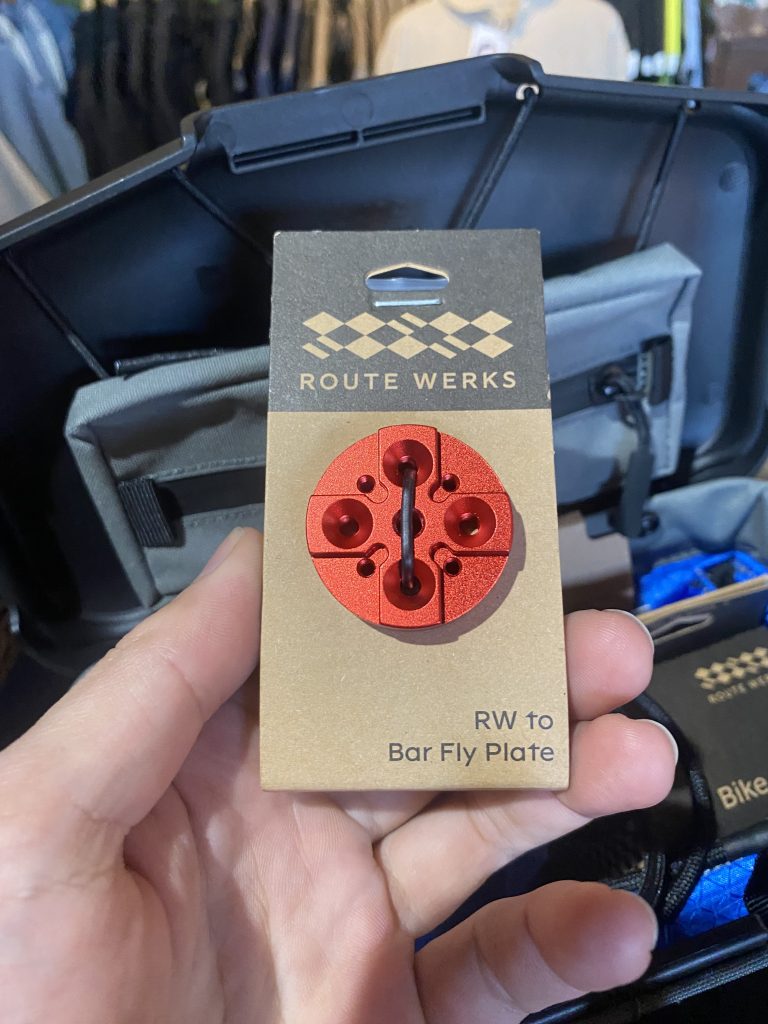 ROUTE WERKS
RW to
Bar Fly Plate
ROUTE WERKS
Bike